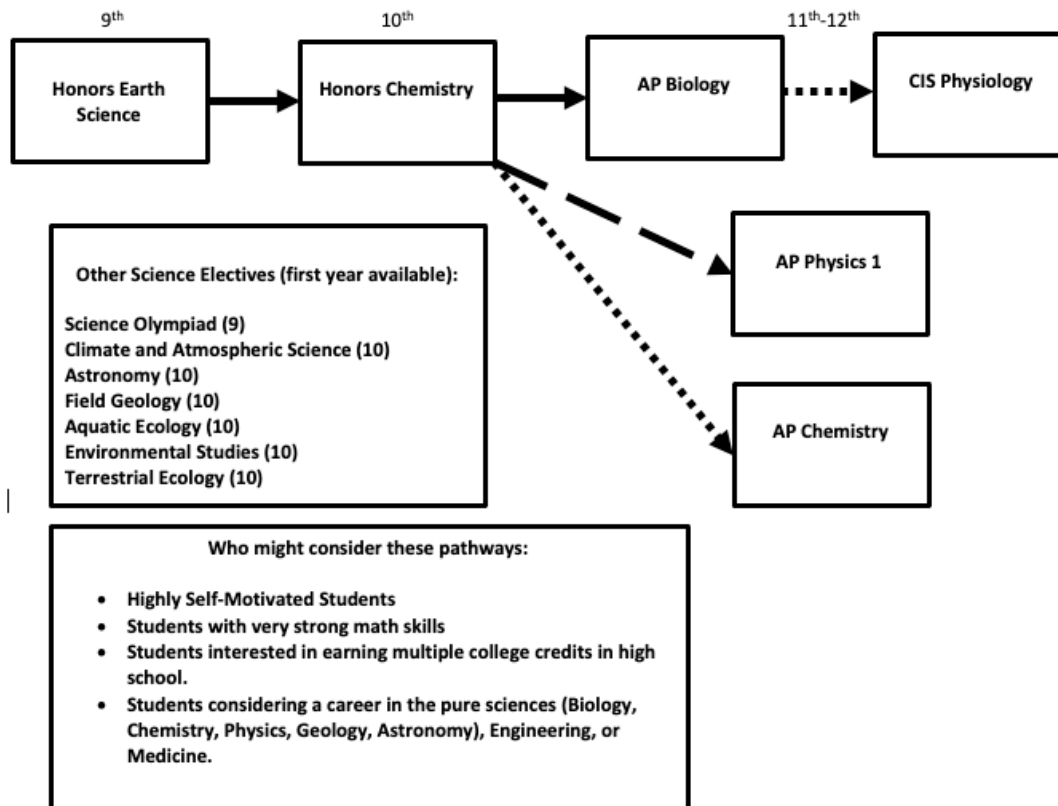 9th
10th
11th-12th
Honors Earth
Science
Honors Chemistry
AP Biology
CIS Physiology
AP Physics 1
AP Chemistry
Other Science Electives (first year available):
Science Olympiad (9)
Climate and Atmospheric Science (10)
Astronomy (10)
Field Geology (10)
Aquatic Ecology (10)
Environmental Studies (10)
Terrestrial Ecology (10)
Who might consider these pathways:
• Highly Self-Motivated Students
• Students with very strong math skills
• Students interested in earning multiple college credits in high
school.
• Students considering a career in the pure sciences (Biology,
Chemistry, Physics, Geology, Astronomy), Engineering, or
Medicine.